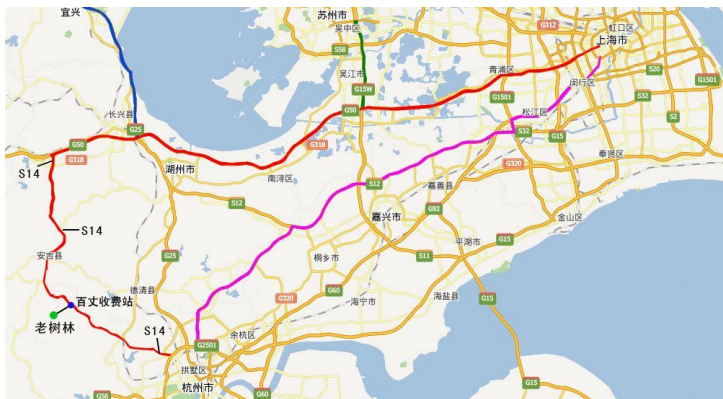 宜兴
苏州市
吴中区
G312
虹口区
上海市
S58
吴江市
G15W
青浦区
闵行区
S20
G1501
G1501
S32
长兴县
G50
松江区
S2
G25
S32
G15
G50
G318
G318
湖州市
奉贤区
S14
南浔区
G320
S12
嘉善县
S12
G92
嘉兴市
金山区
S14
平湖市
G15
安吉县
G25
桐乡市
S11
德清县
G320
G60
海宁市
海盐县
G15
百丈收费站
老树林
S14
余杭区
G2501
拱墅区
杭州市
G56
G60
G15